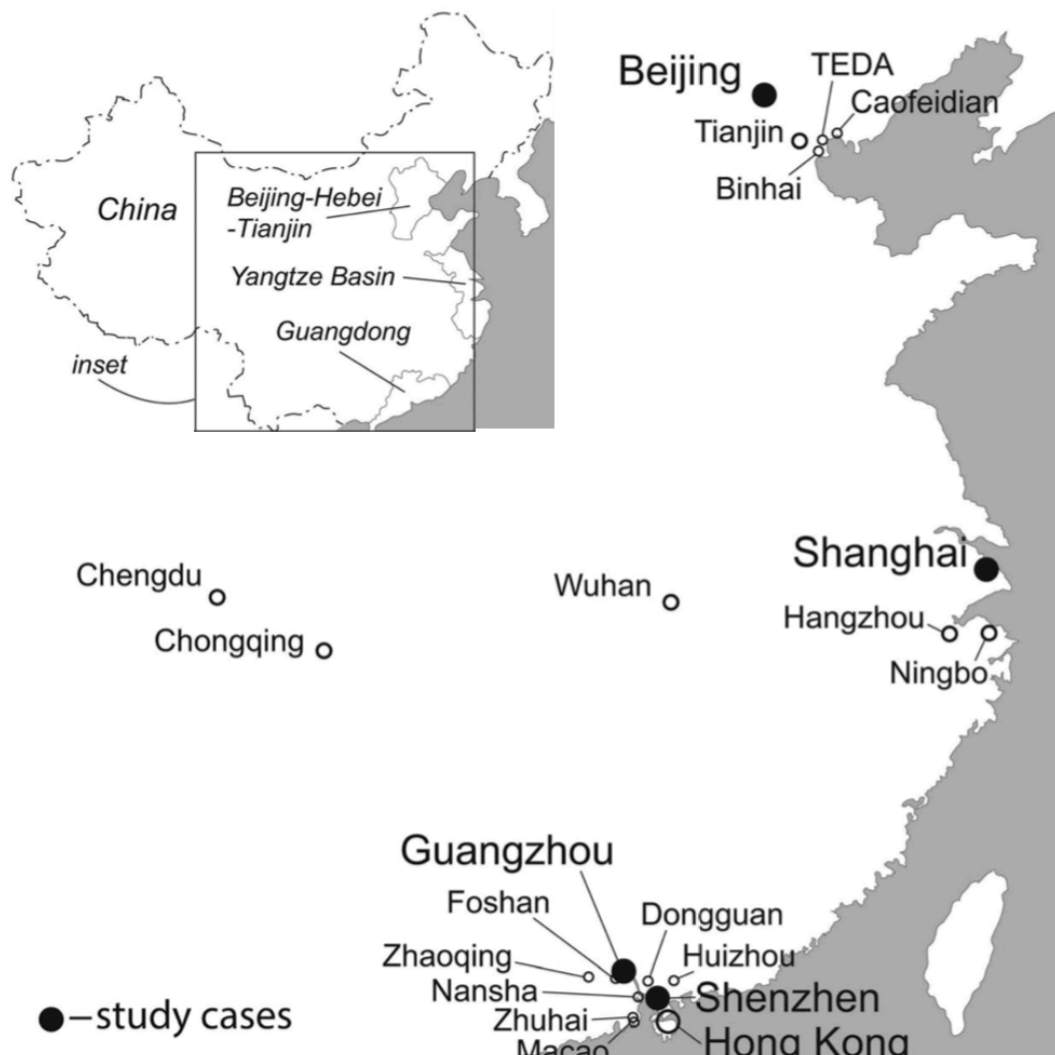 China
Beijing-Hebei
-Tianjin
Yangtze Basin
Guangdong
inset
Beijing
TEDA
Caofeidian
Tianjin
Binhai
Chengdu
Chongqing
Wuhan
Shanghai
Hangzhou
Ningbo
Guangzhou
Foshan
Dongguan
Zhaoqing
Huizhou
Nansha
Shenzhen
Zhuhai
Macao
Hong Kong
–study cases